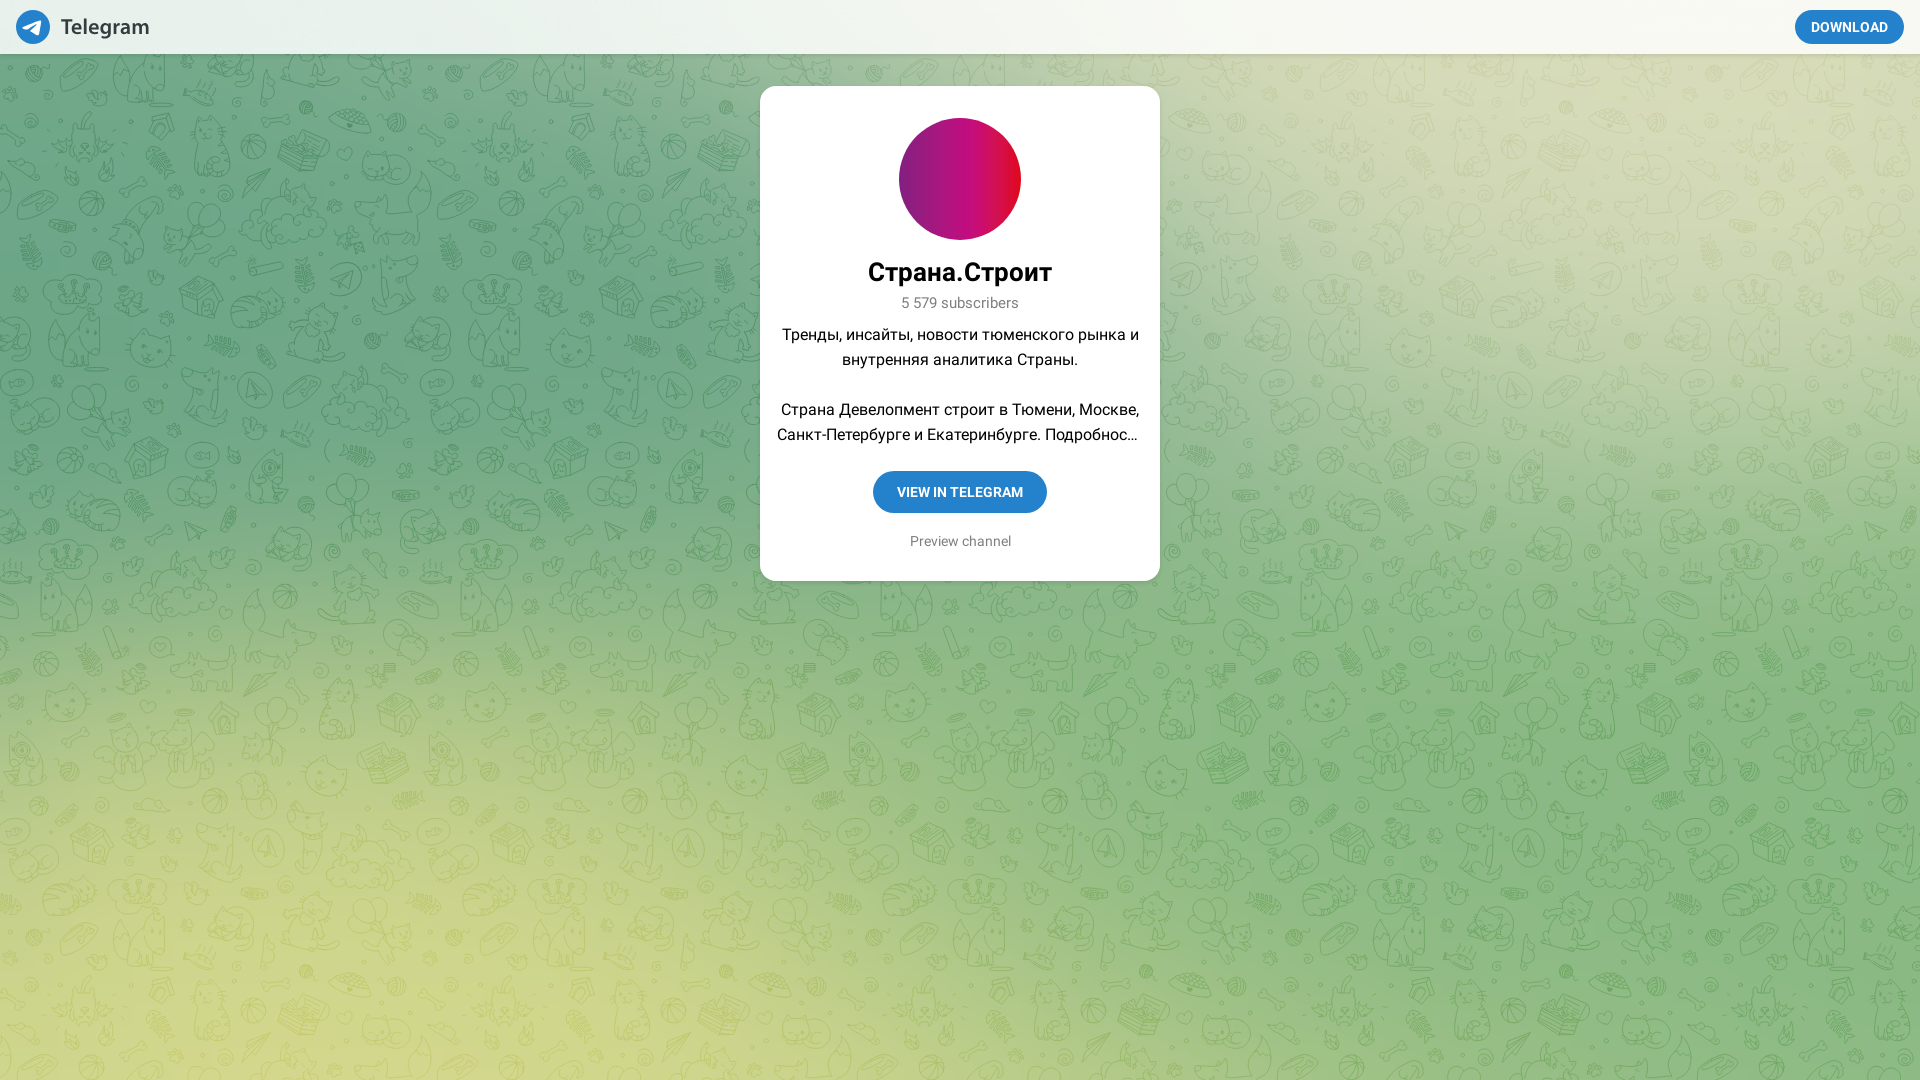 Telegram
DOWNLOAD
Страна.Строит
5 579 subscribers
Тренды, инсайты, новости тюменского рынка и
внутренняя аналитика Страны.
Страна Девелопмент строит в Тюмени, Москве,
Санкт-Петербурге и Екатеринбурге. Подробнос...
VIEW IN TELEGRAM
Preview channel